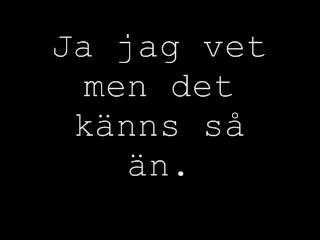 Ja jag vet
men det
känns så
än.